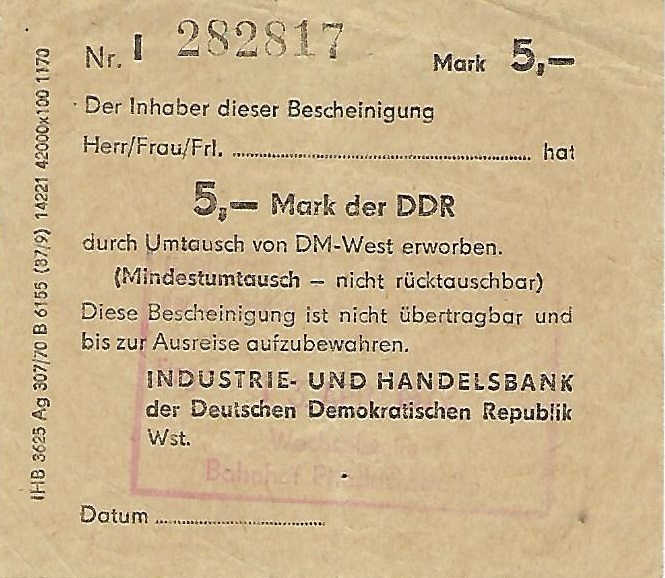 Nr. I 282817 Mark 5,—
Der Inhaber dieser Bescheinigung
Herr/Frau/Frl. ................................................ hat
5,— Mark der DDR
durch Umtausch von DM-West erworben.
(Mindestumtausch – nicht rücktauschbar)
Diese Bescheinigung ist nicht übertragbar und
bis zur Ausreise aufzubewahren.
INDUSTRIE- UND HANDELSBANK
der Deutschen Demokratischen Republik
Wst.
Bahnhof
Datum ................................
IHB 3625 Ag 307/70 B 6155 (87/9) 14221 42000x100 1170